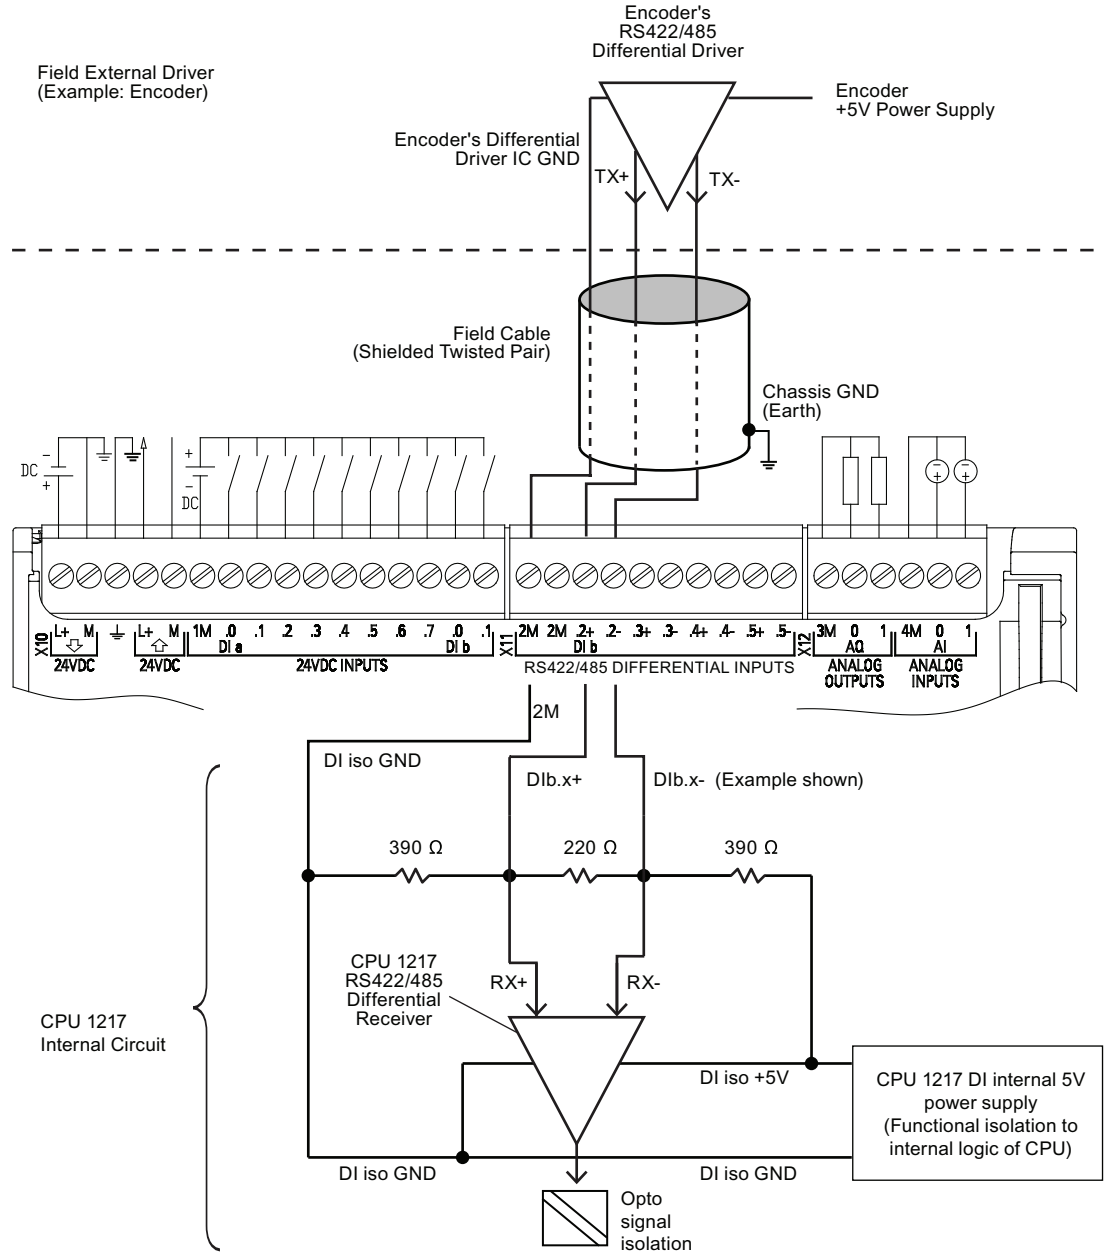 Encoder's
RS422/485
Differential Driver
Field External Driver
(Example: Encoder)
Encoder
+5V Power Supply
Encoder's Differential
Driver IC GND
TX+
TX-
Field Cable
(Shielded Twisted Pair)
Chassis GND
(Earth)
DC
DC
X10 L+ M L+ M 1M .0 .1 .2 .3 .4 .5 .6 .7 .0 .1 X11 2M 2M .2+ .2- .3+ .3- .4+ .4- .5+ .5- X12 3M 0 1 4M 0 1
DI a DI b DI b AQ AI
24VDC 24VDC 24VDC INPUTS RS422/485 DIFFERENTIAL INPUTS ANALOG OUTPUTS ANALOG INPUTS
2M
DI iso GND
DIb.x+
DIb.x- (Example shown)
390 Ω
220 Ω
390 Ω
CPU 1217
RS422/485
Differential
Receiver
RX+
RX-
CPU 1217
Internal Circuit
DI iso +5V
CPU 1217 DI internal 5V
power supply
(Functional isolation to
internal logic of CPU)
DI iso GND
DI iso GND
Opto
signal
isolation